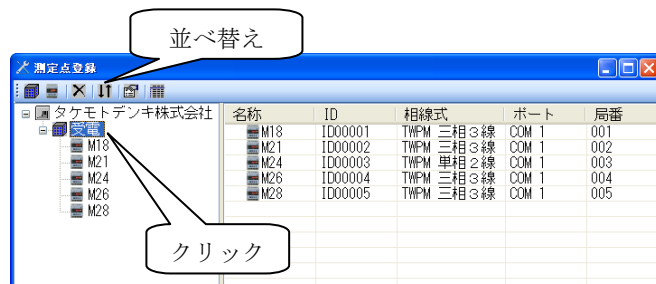 並べ替え
測定点登録
タケモトデンキ株式会社
受電
M18
M21
M24
M26
M28
名称 ID 相線式 ポート 局番
M18 ID00001 TWPM 三相3線 COM 1 001
M21 ID00002 TWPM 三相3線 COM 1 002
M24 ID00003 TWPM 単相2線 COM 1 003
M26 ID00004 TWPM 三相3線 COM 1 004
M28 ID00005 TWPM 三相3線 COM 1 005
クリック